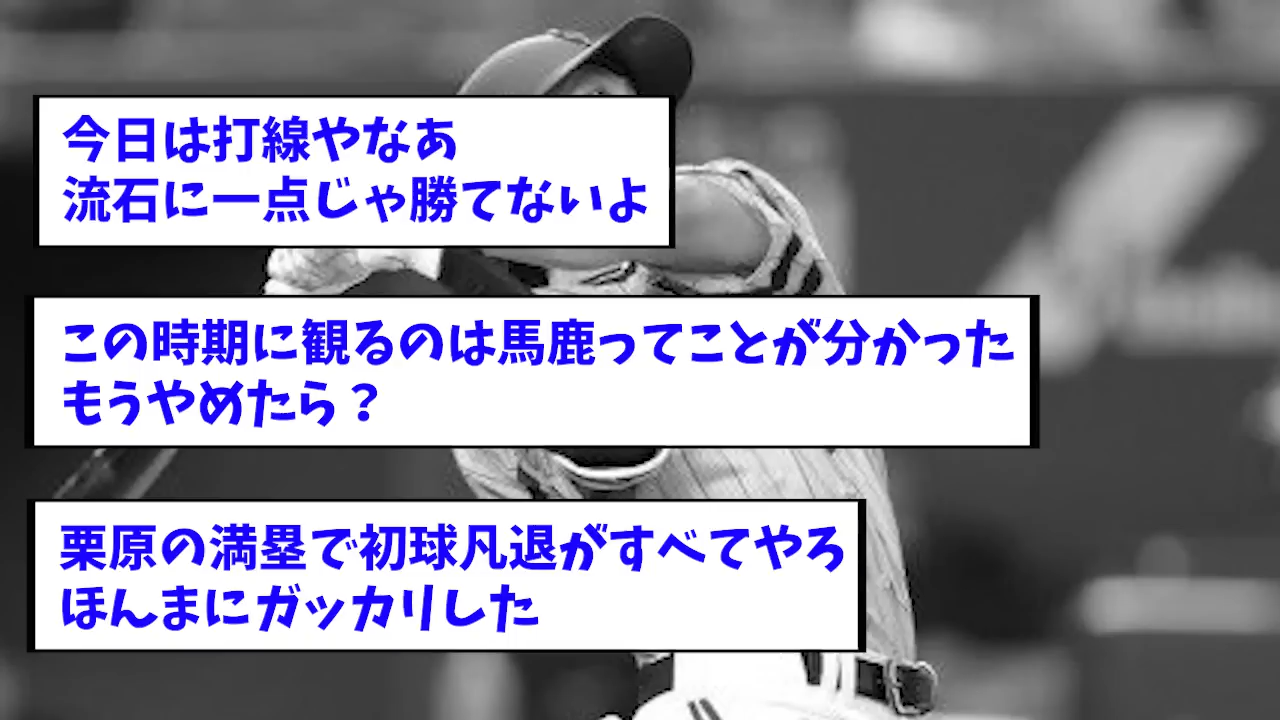 今日は打線やなあ
流石に一点じゃ勝てないよ
この時期に観るのは馬鹿ってことが分かった
もうやめたら？
栗原の満塁で初球凡退がすべてやろ
ほんまにガッカリした